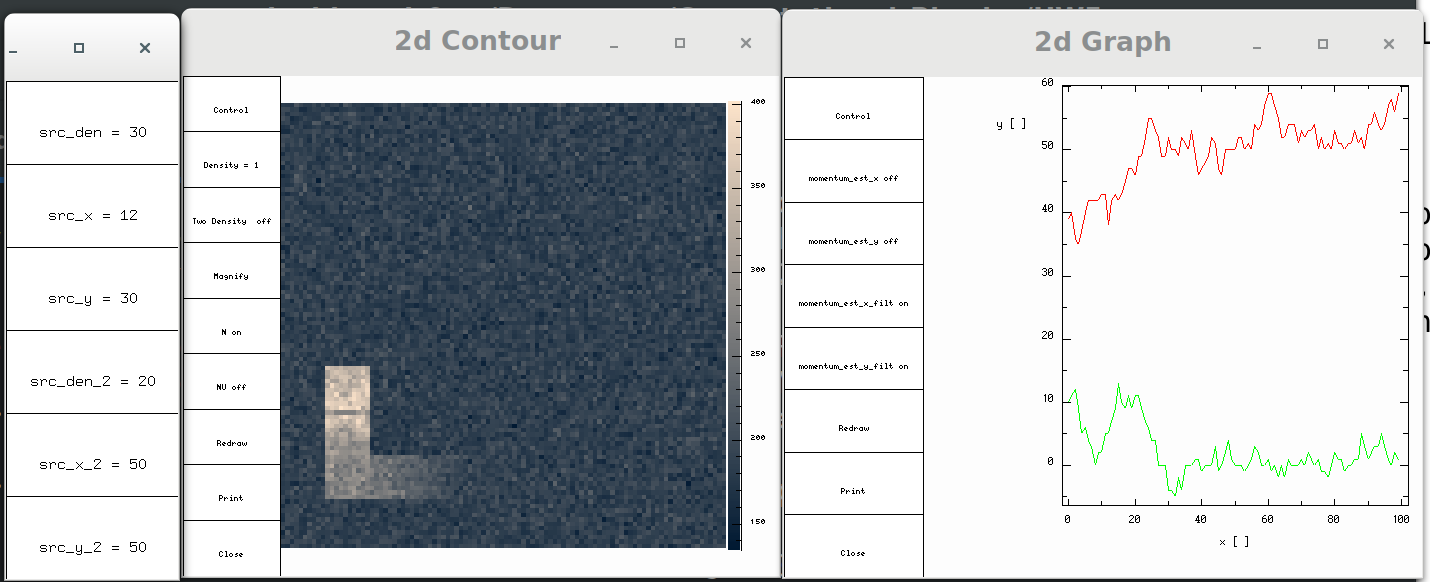 src_den = 30
src_x = 12
src_y = 30
src_den_2 = 20
src_x_2 = 50
src_y_2 = 50
2d Contour
Control
Density = 1
Two Density  off
Magnify
N on
NU off
Redraw
Print
Close
400
350
300
250
200
150
2d Graph
Control
momentum_est_x off
momentum_est_y off
momentum_est_x_filt on
momentum_est_y_filt on
Redraw
Print
Close
y [ ]
60
50
40
30
20
10
0
0 20 40 60 80 100
x [ ]